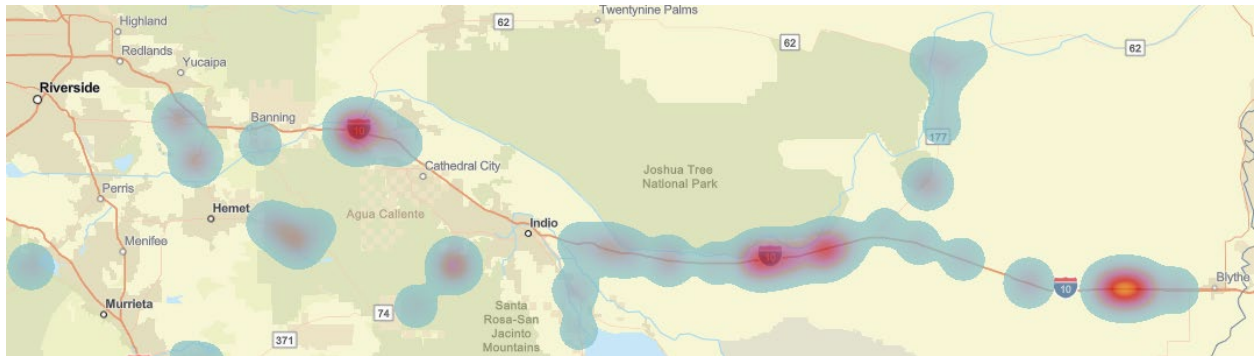 Twentynine Palms
Highland
62
62
62
Redlands
Yucaipa
Riverside
Banning
10
177
Cathedral City
Joshua Tree
National Park
Perris
Hemet
Agua Caliente
Indio
Menifee
10
10
Blythe
Murrieta
74
Santa
Rosa-San
Jacinto
Mountains
371